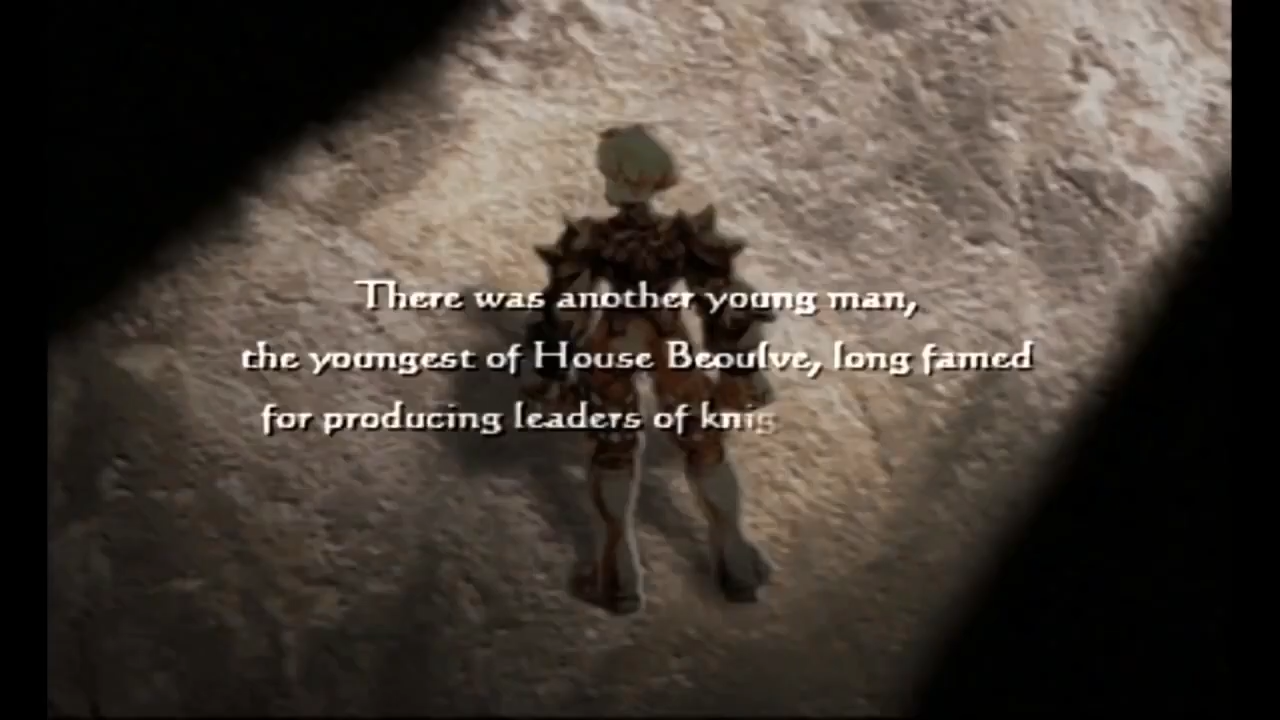 There was another young man,
the youngest of House Beoulve, long famed
for producing leaders of knig